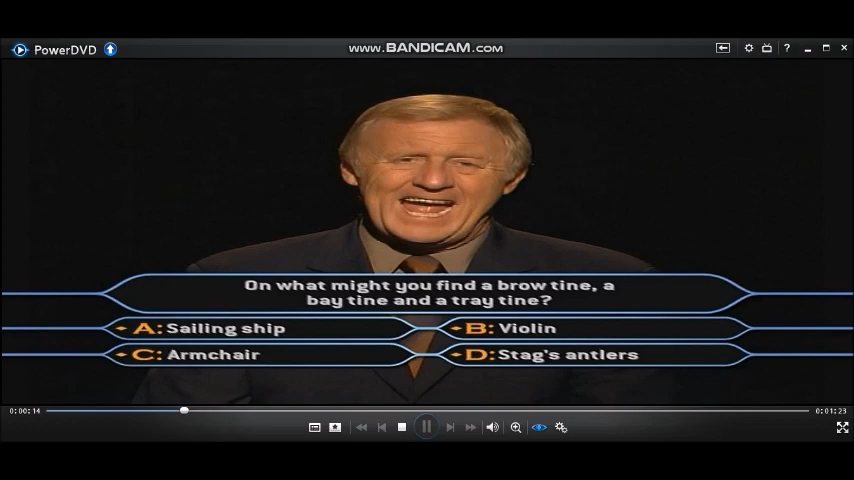 PowerDVD
www.BANDICAM.com
?
On what might you find a brow tine, a
bay tine and a tray tine?
A: Sailing ship
B: Violin
C: Armchair
D: Stag's antlers
0:00:14
0:01:23